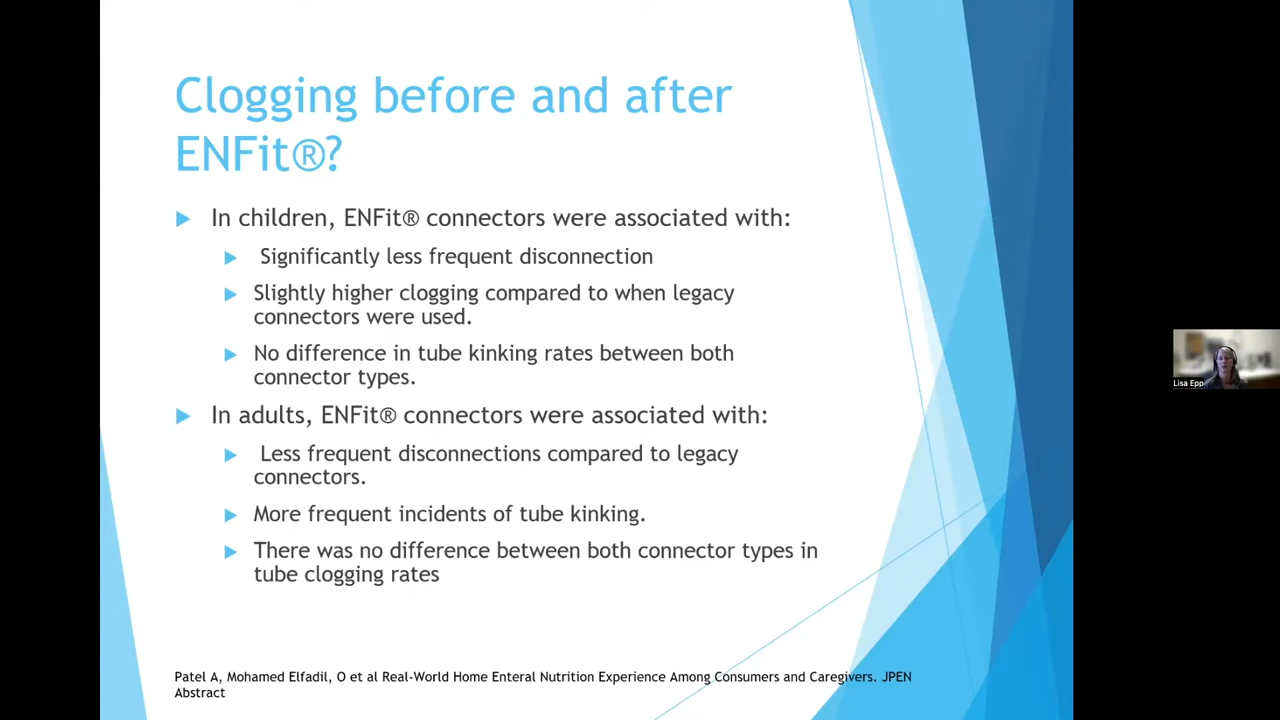 Clogging before and after
ENFit®?
In children, ENFit® connectors were associated with:
Significantly less frequent disconnection
Slightly higher clogging compared to when legacy
connectors were used.
No difference in tube kinking rates between both
connector types.
In adults, ENFit® connectors were associated with:
Less frequent disconnections compared to legacy
connectors.
More frequent incidents of tube kinking.
There was no difference between both connector types in
tube clogging rates
Patel A, Mohamed Elfadil, O et al Real-World Home Enteral Nutrition Experience Among Consumers and Caregivers. JPEN
Abstract
Lisa Epp